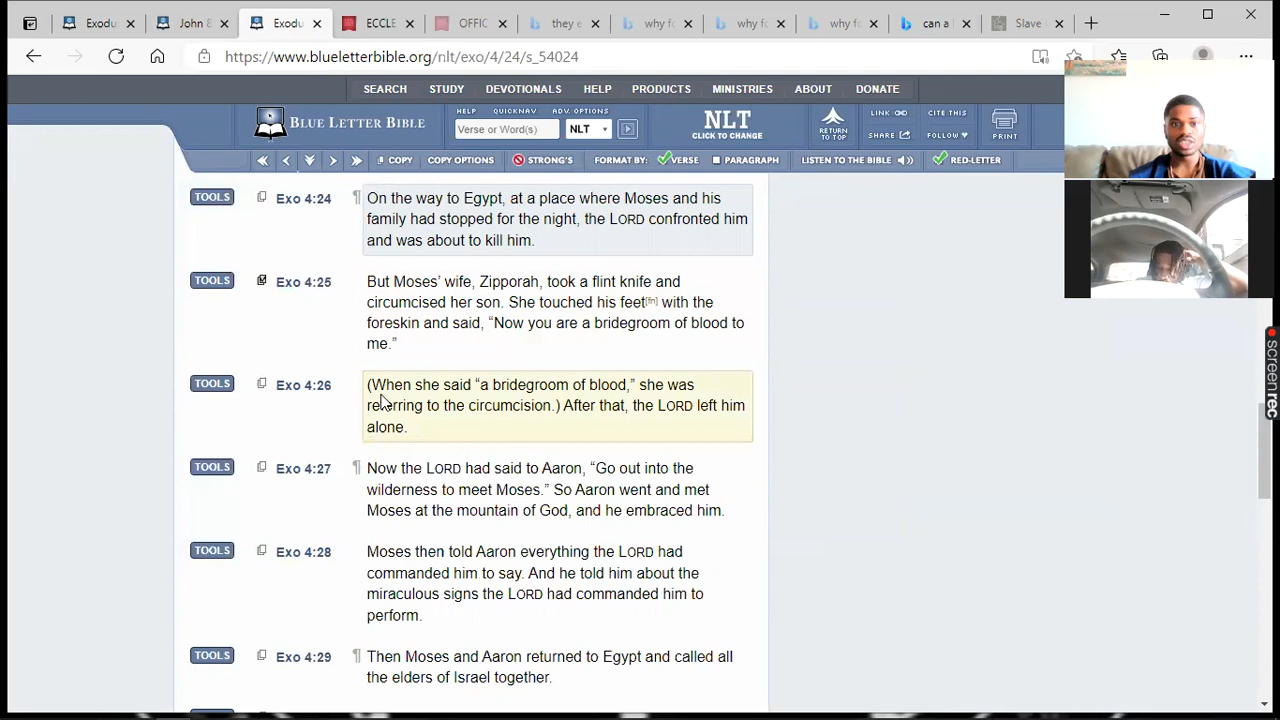 Exodu
John 8
Exodu
ECCLE
OFFIC
they e
why fo
why f
why fo
can a
Slave
https://www.blueletterbible.org/nlt/exo/4/24/s_54024
SEARCH STUDY DEVOTIONALS HELP PRODUCTS MINISTRIES ABOUT DONATE
BLUE LETTER BIBLE
HELP QUICKNAV ADV. OPTIONS
Verse or Word(s) NLT
NLT
CLICK TO CHANGE
RETURN
TO TOP
LINK CITE THIS
SHARE FOLLOW
PRINT
COPY COPY OPTIONS STRONG'S FORMAT BY: VERSE PARAGRAPH LISTEN TO THE BIBLE RED-LETTER
TOOLS Exo 4:24 ¶ On the way to Egypt, at a place where Moses and his
family had stopped for the night, the LORD confronted him
and was about to kill him.
TOOLS Exo 4:25 But Moses’ wife, Zipporah, took a flint knife and
circumcised her son. She touched his feet[fn] with the
foreskin and said, “Now you are a bridegroom of blood to
me.”
TOOLS Exo 4:26 (When she said “a bridegroom of blood,” she was
referring to the circumcision.) After that, the LORD left him
alone.
TOOLS Exo 4:27 ¶ Now the LORD had said to Aaron, “Go out into the
wilderness to meet Moses.” So Aaron went and met
Moses at the mountain of God, and he embraced him.
TOOLS Exo 4:28 Moses then told Aaron everything the LORD had
commanded him to say. And he told him about the
miraculous signs the LORD had commanded him to
perform.
TOOLS Exo 4:29 ¶ Then Moses and Aaron returned to Egypt and called all
the elders of Israel together.
screenrec